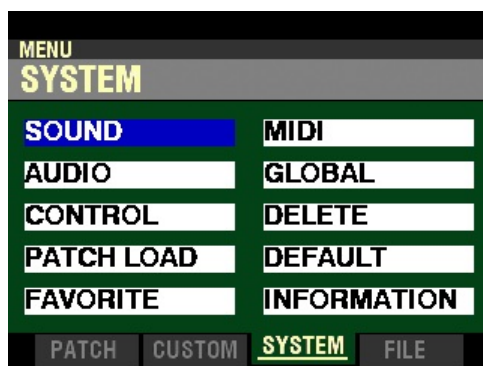 MENU
SYSTEM
SOUND
MIDI
AUDIO
GLOBAL
CONTROL
DELETE
PATCH LOAD
DEFAULT
FAVORITE
INFORMATION
PATCH CUSTOM SYSTEM FILE